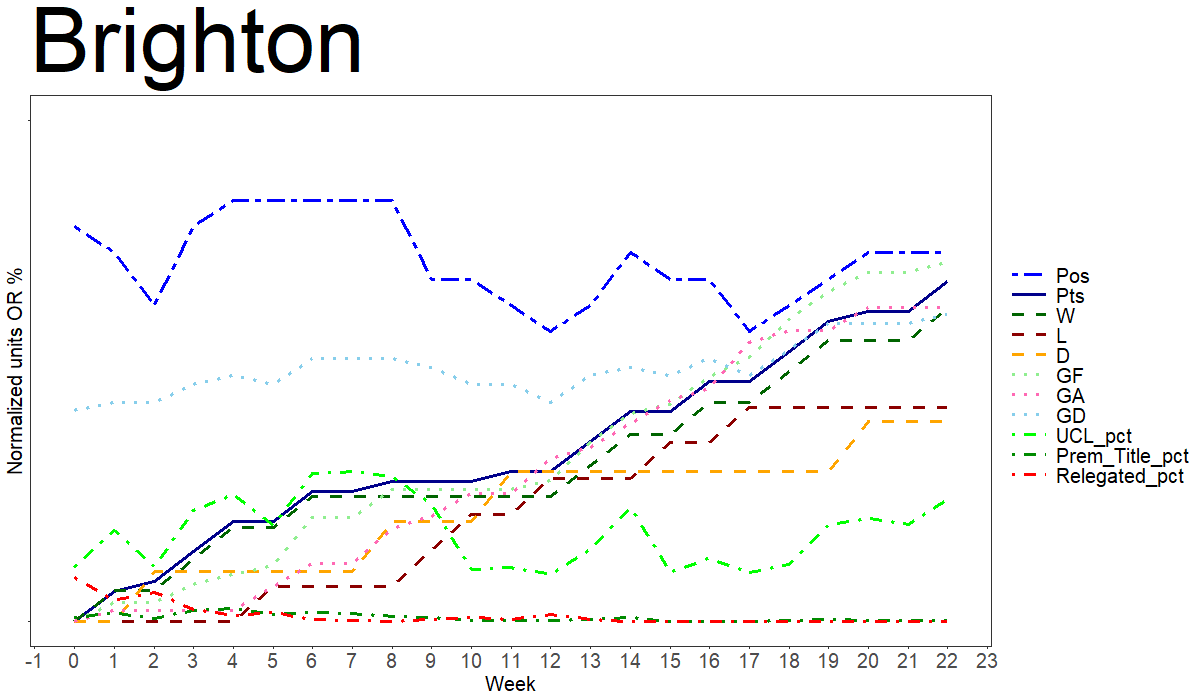 Brighton
Normalized units OR %
Pos
Pts
W
L
D
GF
GA
GD
UCL_pct
Prem_Title_pct
Relegated_pct
-1 0 1 2 3 4 5 6 7 8 9 10 11 12 13 14 15 16 17 18 19 20 21 22 23
Week